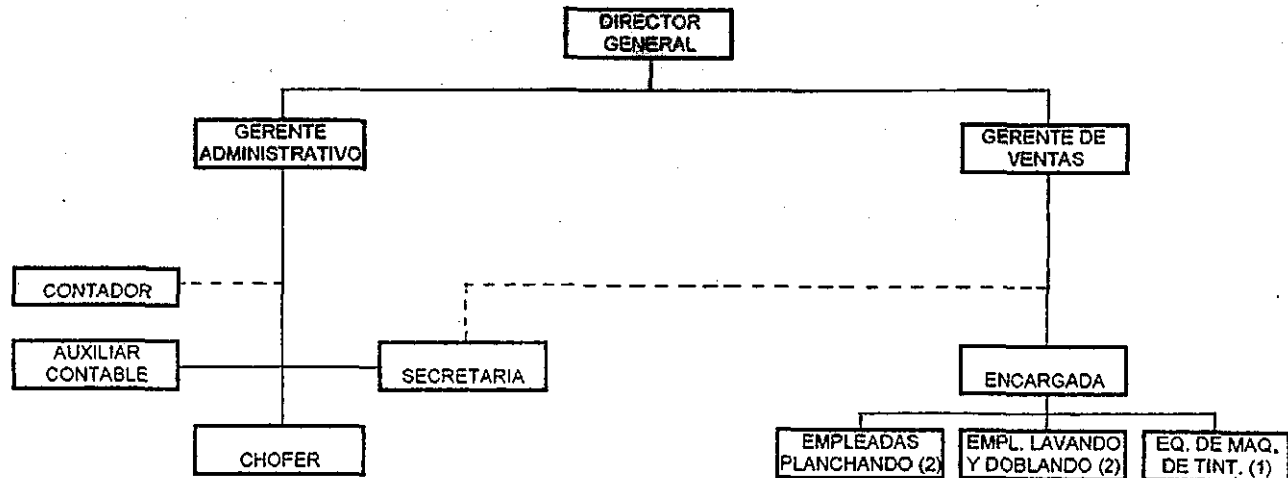 DIRECTOR
GENERAL
GERENTE
ADMINISTRATIVO
GERENTE DE
VENTAS
CONTADOR
AUXILIAR
CONTABLE
SECRETARIA
ENCARGADA
CHOFER
EMPLEADAS
PLANCHANDO (2)
EMPL. LAVANDO
Y DOBLANDO (2)
EQ. DE MAQ.
DE TINT. (1)